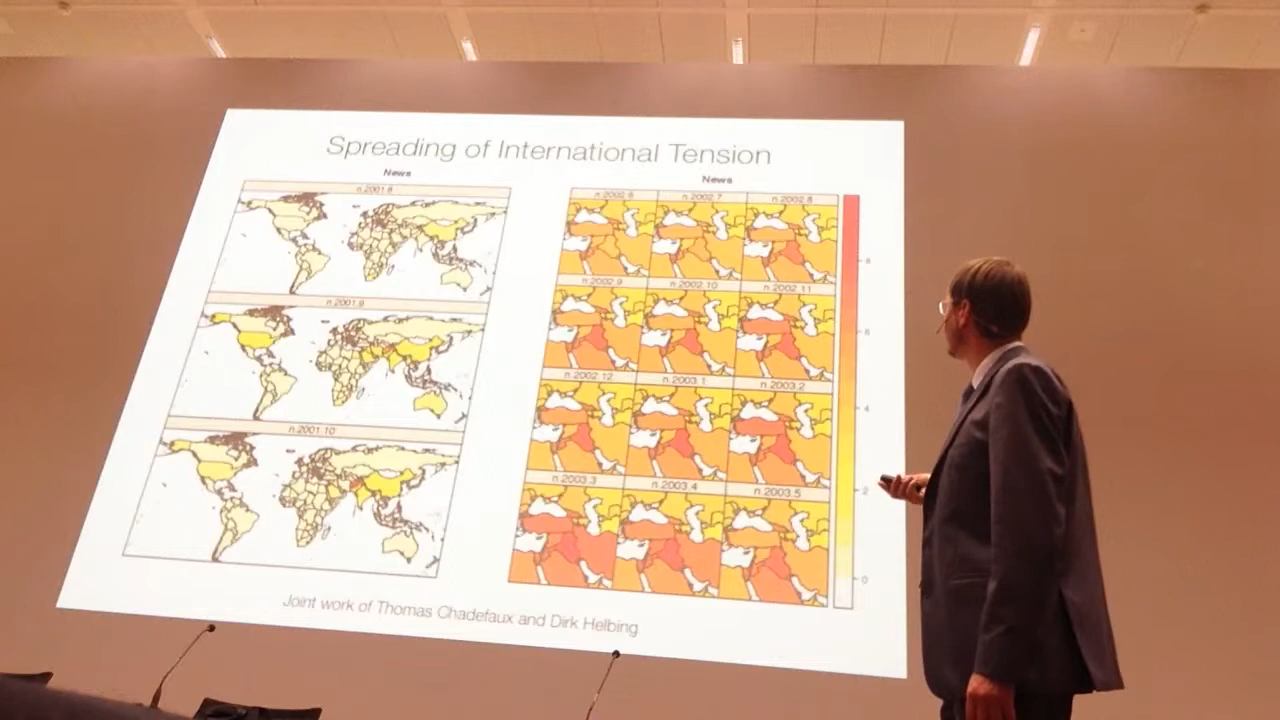 Spreading of International Tension
News
n.2001.8
n.2001.9
n.2001.10
News
n.2002.6 n.2002.7 n.2002.8
n.2002.9 n.2002.10 n.2002.11
n.2002.12 n.2003.1 n.2003.2
n.2003.3 n.2003.4 n.2003.5
8
6
4
2
0
Joint work of Thomas Chadefaux and Dirk Helbing